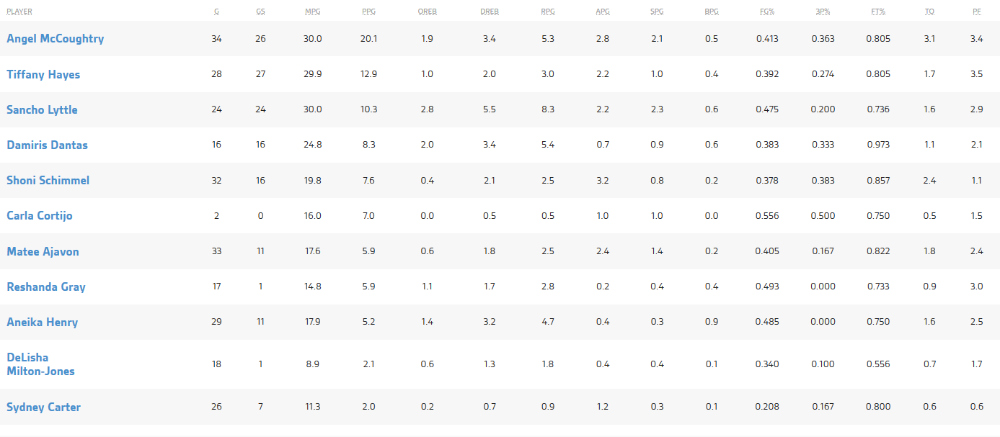 PLAYER G GS MPG PPG OREB DREB RPG APG SPG BPG FG% 3P% FT% TO PF
Angel McCoughtry 34 26 30.0 20.1 1.9 3.4 5.3 2.8 2.1 0.5 0.413 0.363 0.805 3.1 3.4
Tiffany Hayes 28 27 29.9 12.9 1.0 2.0 3.0 2.2 1.0 0.4 0.392 0.274 0.805 1.7 3.5
Sancho Lyttle 24 24 30.0 10.3 2.8 5.5 8.3 2.2 2.3 0.6 0.475 0.200 0.736 1.6 2.9
Damiris Dantas 16 16 24.8 8.3 2.0 3.4 5.4 0.7 0.9 0.6 0.383 0.333 0.973 1.1 2.1
Shoni Schimmel 32 16 19.8 7.6 0.4 2.1 2.5 3.2 0.8 0.2 0.378 0.383 0.857 2.4 1.1
Carla Cortijo 2 0 16.0 7.0 0.0 0.5 0.5 1.0 1.0 0.0 0.556 0.500 0.750 0.5 1.5
Matee Ajavon 33 11 17.6 5.9 0.6 1.8 2.5 2.4 1.4 0.2 0.405 0.167 0.822 1.8 2.4
Reshanda Gray 17 1 14.8 5.9 1.1 1.7 2.8 0.2 0.4 0.4 0.493 0.000 0.733 0.9 3.0
Aneika Henry 29 11 17.9 5.2 1.4 3.2 4.7 0.4 0.3 0.9 0.485 0.000 0.750 1.6 2.5
DeLisha
Milton-Jones 18 1 8.9 2.1 0.6 1.3 1.8 0.4 0.4 0.1 0.340 0.100 0.556 0.7 1.7
Sydney Carter 26 7 11.3 2.0 0.2 0.7 0.9 1.2 0.3 0.1 0.208 0.167 0.800 0.6 0.6